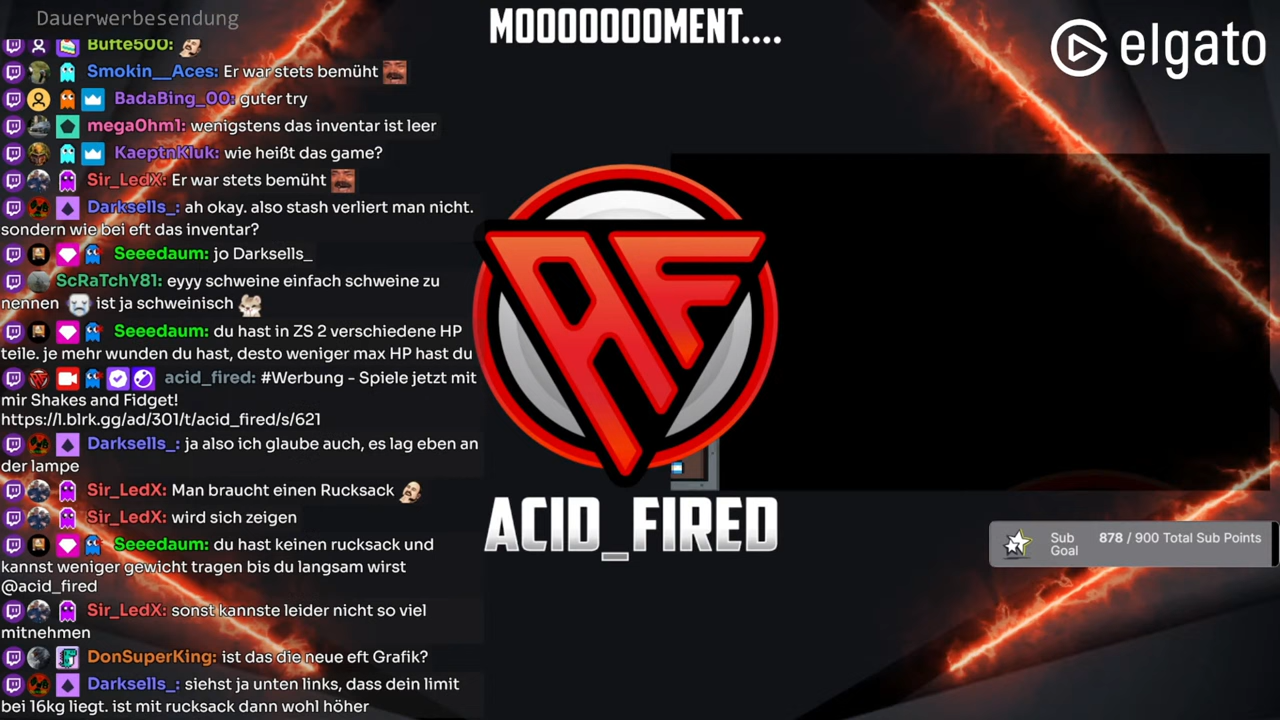 Dauerwerbesendung
MOOOOOOOMENT....
elgato
Bufte500:
Smokin__Aces: Er war stets bemüht
BadaBing_00: guter try
mega0hm1: wenigstens das inventar ist leer
KaeptnKluk: wie heißt das game?
Sir_LedX: Er war stets bemüht
Darksells_: ah okay. also stash verliert man nicht.
sondern wie bei eft das inventar?
Seeedaum: jo Darksells_
ScRaTchY81: eyyy schweine einfach schweine zu
nennen ist ja schweinisch
Seeedaum: du hast in ZS 2 verschiedene HP
teile. je mehr wunden du hast, desto weniger max HP hast du
acid_fired: #Werbung - Spiele jetzt mit
mir Shakes and Fidget!
https://l.blrk.gg/ad/301/t/acid_fired/s/621
Darksells_: ja also ich glaube auch, es lag eben an
der lampe
Sir_LedX: Man braucht einen Rucksack
Sir_LedX: wird sich zeigen
Seeedaum: du hast keinen rucksack und
kannst weniger gewicht tragen bis du langsam wirst
@acid_fired
Sir_LedX: sonst kannste leider nicht so viel
mitnehmen
DonSuperKing: ist das die neue eft Grafik?
Darksells_: siehst ja unten links, dass dein limit
bei 16kg liegt. ist mit rucksack dann wohl höher
AF
ACID_FIRED
Sub
Goal
878 / 900 Total Sub Points